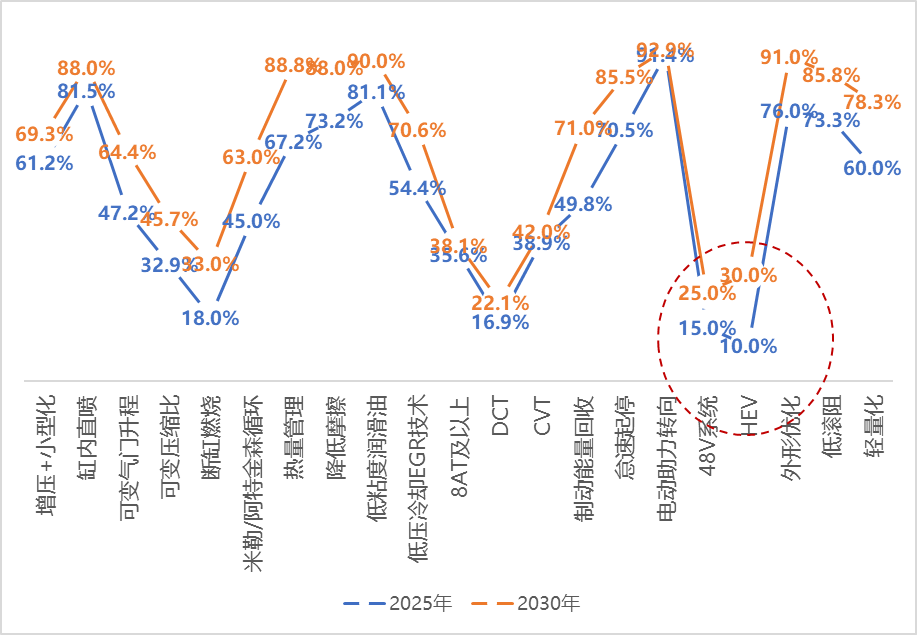 88.0%
81.5%
69.3%
61.2%
64.4%
47.2%
45.7%
32.9%
33.0%
18.0%
63.0%
45.0%
88.8%
67.2%
88.0%
73.2%
90.0%
81.1%
70.6%
54.4%
38.1%
35.6%
22.1%
16.9%
42.0%
38.9%
71.0%
49.8%
85.5%
70.5%
92.9%
91.4%
25.0%
15.0%
30.0%
10.0%
91.0%
76.0%
85.8%
73.3%
78.3%
60.0%
增压+小型化
缸内直喷
可变气门升程
可变压缩比
断缸燃烧
米勒/阿特金森循环
热量管理
降低摩擦
低粘度润滑油
低压冷却EGR技术
8AT及以上
DCT
CVT
制动能量回收
怠速起停
电动助力转向
48V系统
HEV
外形优化
低滚阻
轻量化
2025年
2030年